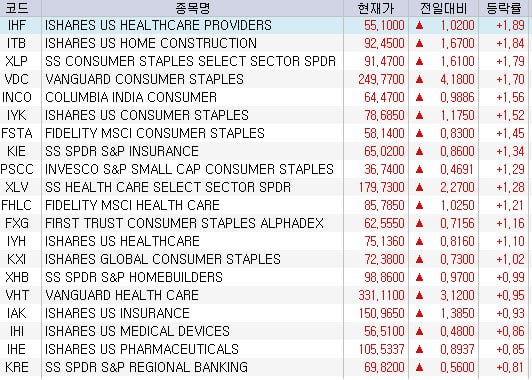 코드 종목명 현재가 전일대비 등락률
IHF ISHARES US HEALTHCARE PROVIDERS 55,1000 ▲ 1,0200 +1,89
ITB ISHARES US HOME CONSTRUCTION 92,4500 ▲ 1,6700 +1,84
XLP SS CONSUMER STAPLES SELECT SECTOR SPDR 91,4700 ▲ 1,6100 +1,79
VDC VANGUARD CONSUMER STAPLES 249,7700 ▲ 4,1800 +1,70
INCO COLUMBIA INDIA CONSUMER 64,4700 ▲ 0,9886 +1,56
IYK ISHARES US CONSUMER STAPLES 78,6850 ▲ 1,1750 +1,52
FSTA FIDELITY MSCI CONSUMER STAPLES 58,1400 ▲ 0,8300 +1,45
KIE SS SPDR S&P INSURANCE 65,0200 ▲ 0,8600 +1,34
PSCC INVESCO S&P SMALL CAP CONSUMER STAPLES 36,7400 ▲ 0,4691 +1,29
XLV SS HEALTH CARE SELECT SECTOR SPDR 179,7300 ▲ 2,2700 +1,28
FHLC FIDELITY MSCI HEALTH CARE 85,7850 ▲ 1,0250 +1,21
FXG FIRST TRUST CONSUMER STAPLES ALPHADEX 62,5550 ▲ 0,7156 +1,16
IYH ISHARES US HEALTHCARE 75,1360 ▲ 0,8160 +1,10
KXI ISHARES GLOBAL CONSUMER STAPLES 72,3800 ▲ 0,7300 +1,02
XHB SS SPDR S&P HOMEBUILDERS 98,8600 ▲ 0,9700 +0,99
VHT VANGUARD HEALTH CARE 331,1100 ▲ 3,1200 +0,95
IAK ISHARES US INSURANCE 150,9650 ▲ 1,3850 +0,93
IHI ISHARES US MEDICAL DEVICES 56,5100 ▲ 0,4800 +0,86
IHE ISHARES US PHARMACEUTICALS 105,5337 ▲ 0,8937 +0,85
KRE SS SPDR S&P REGIONAL BANKING 69,8200 ▲ 0,5600 +0,81